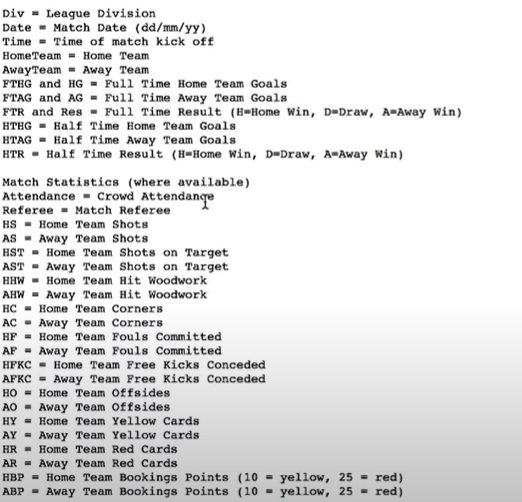 Div = League Division
Date = Match Date (dd/mm/yy)
Time = Time of match kick off
HomeTeam = Home Team
AwayTeam = Away Team
FTHG and HG = Full Time Home Team Goals
FTAG and AG = Full Time Away Team Goals
FTR and Res = Full Time Result (H=Home Win, D=Draw, A=Away Win)
HTHG = Half Time Home Team Goals
HTAG = Half Time Away Team Goals
HTR = Half Time Result (H=Home Win, D=Draw, A=Away Win)
Match Statistics (where available)
Attendance = Crowd Attendance
Referee = Match Referee
HS = Home Team Shots
AS = Away Team Shots
HST = Home Team Shots on Target
AST = Away Team Shots on Target
HHW = Home Team Hit Woodwork
AHW = Away Team Hit Woodwork
HC = Home Team Corners
AC = Away Team Corners
HF = Home Team Fouls Committed
AF = Away Team Fouls Committed
HFKC = Home Team Free Kicks Conceded
AFKC = Away Team Free Kicks Conceded
HO = Home Team Offsides
AO = Away Team Offsides
HY = Home Team Yellow Cards
AY = Away Team Yellow Cards
HR = Home Team Red Cards
AR = Away Team Red Cards
HBP = Home Team Bookings Points (10 = yellow, 25 = red)
ABP = Away Team Bookings Points (10 = yellow, 25 = red)